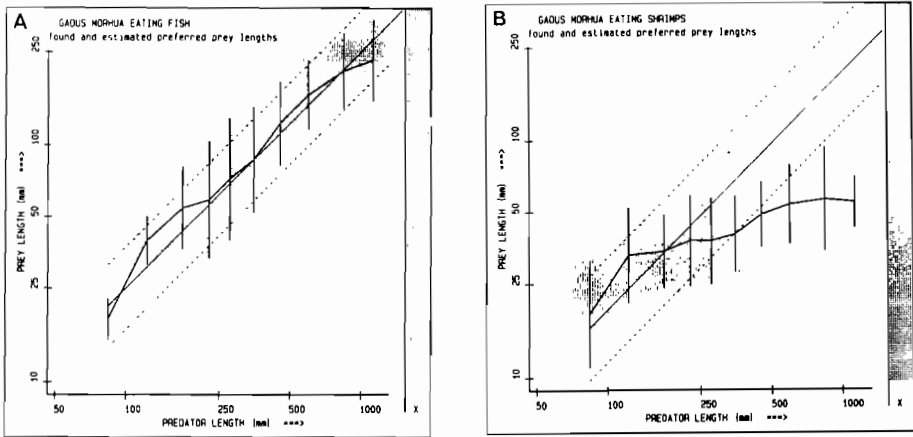 A
GADUS MORHUA EATING FISH
found and estimated preferred prey lengths
250
100
50
25
10
PREY LENGTH (mm) ===>
50
100
250
500
1000
X
PREDATOR LENGTH (mm) ===>
B
GADUS MORHUA EATING SHRIMPS
found and estimated preferred prey lengths
250
100
50
25
10
PREY LENGTH (mm) ===>
50
100
250
500
1000
X
PREDATOR LENGTH (mm) ===>